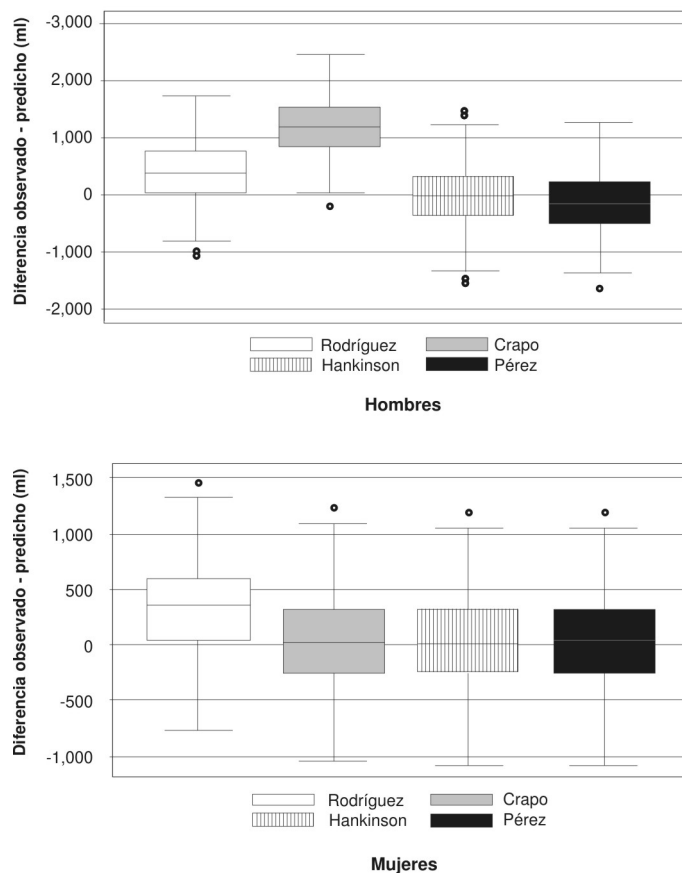 Diferencia observado - predicho (ml)
-3,000
2,000
1,000
0
-1,000
-2,000
Rodríguez
Crapo
Hankinson
Pérez
Hombres
Diferencia observado - predicho (ml)
1,500
1,000
500
0
-500
-1,000
Rodríguez
Crapo
Hankinson
Pérez
Mujeres